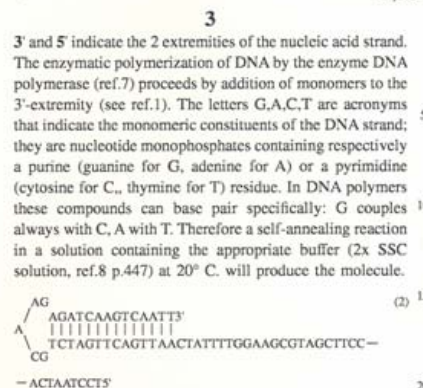 3
3' and 5' indicate the 2 extremities of the nucleic acid strand.
The enzymatic polymerization of DNA by the enzyme DNA
polymerase (ref.7) proceeds by addition of monomers to the
3'-extremity (see ref.1). The letters G,A,C,T are acronyms
that indicate the monomeric constituents of the DNA strand;
they are nucleotide monophosphates containing respectively
a purine (guanine for G, adenine for A) or a pyrimidine
(cytosine for C,, thymine for T) residue. In DNA polymers
these compounds can base pair specifically: G couples
always with C, A with T. Therefore a self-annealing reaction
in a solution containing the appropriate buffer (2x SSC
solution, ref.8 p.447) at 20° C. will produce the molecule.
AG (2)
AGATCAAGTCAATT3'
A
TCTAGTTCAGTTAACTATTTTGGAAGCGTAGCTTCC—
CG
—ACTAATCCT5'